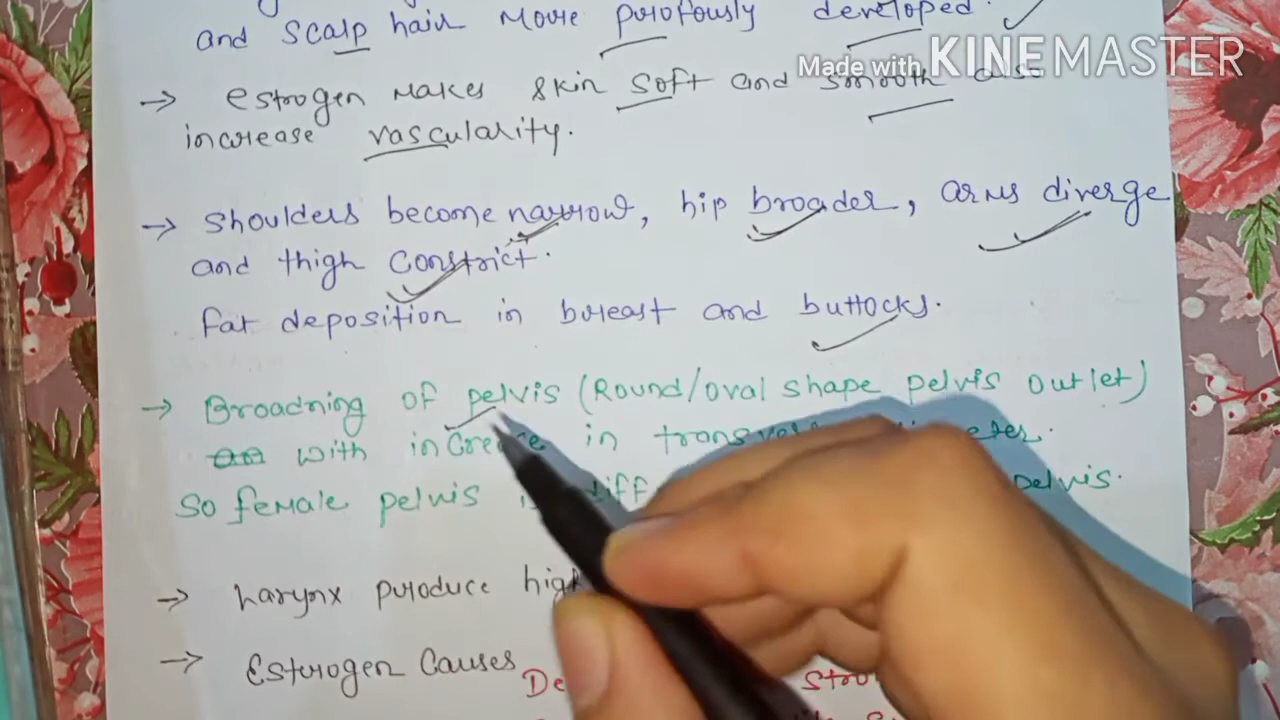 and scalp hair more profously developed.
Made with KINEMASTER
→ estrogen makes skin soft and smooth
increase vascularity.
→ Shoulders become narrow, hip broader, arms diverge
and thigh constrict.
fat deposition in breast and buttocks.
→ Broadning of pelvis (Round/oval shape pelvis outlet)
with in in
So female pelvis pelvis.
→ Larynx produce
→ Estrogen Causes